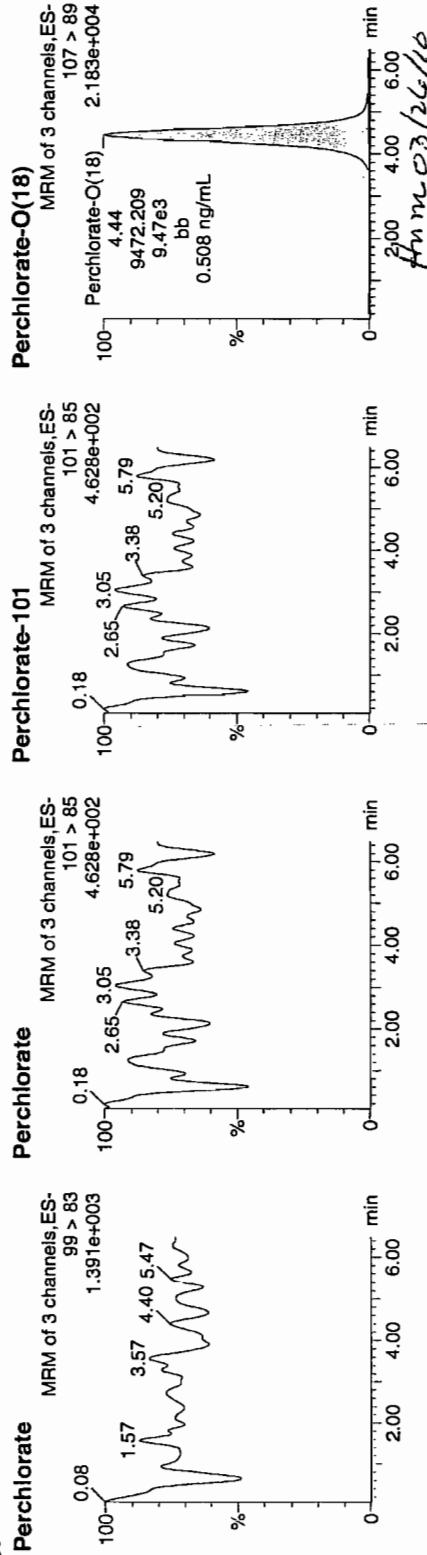 Perchlorate
MRM of 3 channels,ES-
99 > 83
1.391e+003
100
%
0
0.08
1.57
3.57
4.40
5.47
2.00
4.00
6.00
min
Perchlorate
MRM of 3 channels,ES-
101 > 85
4.628e+002
100
%
0
0.18
2.65
3.05
3.38
5.20
5.79
2.00
4.00
6.00
min
Perchlorate-101
MRM of 3 channels,ES-
101 > 85
4.628e+002
100
%
0
0.18
2.65
3.05
3.38
5.20
5.79
2.00
4.00
6.00
min
Perchlorate-O(18)
MRM of 3 channels,ES-
107 > 89
2.183e+004
100
%
0
Perchlorate-O(18)
4.44
9472.209
9.47e3
bb
0.508 ng/mL
2.00
4.00
6.00
min
03/26/10